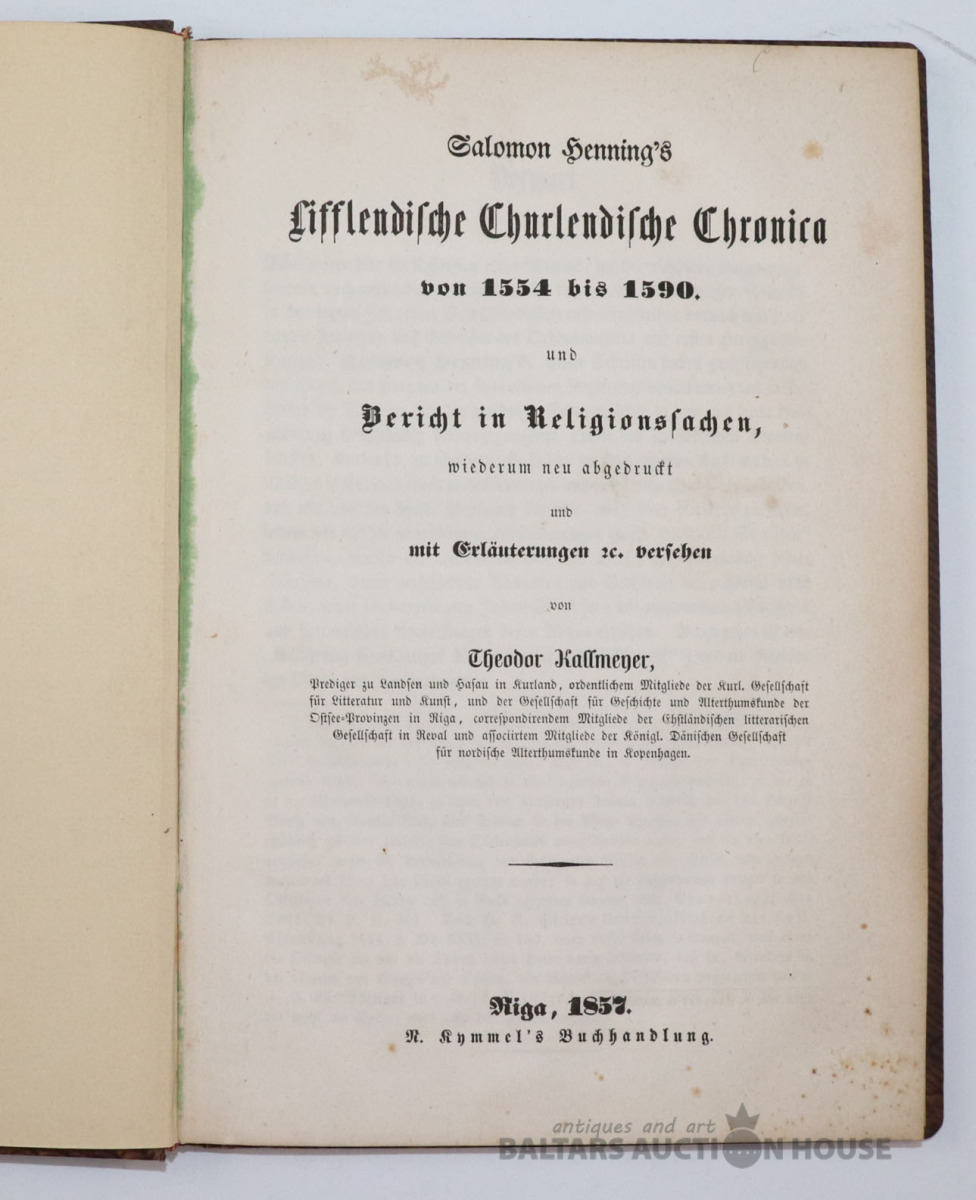 Salomon Henning's
Lifflendische Churlendische Chronica
von 1554 bis 1590.
und
Bericht in Religionssachen,
wiederum neu abgedruckt
und
mit Erläuterungen ꝛc. versehen
von
Theodor Kallmeyer,
Prediger zu Landsen und Hasau in Kurland, ordentlichem Mitgliede der Kurl. Gesellschaft
für Litteratur und Kunst, und der Gesellschaft für Geschichte und Alterthumskunde der
Ostsee-Provinzen in Riga, correspondirendem Mitgliede der Ehstländischen litterarischen
Gesellschaft in Reval und associirtem Mitgliede der Königl. Dänischen Gesellschaft
für nordische Alterthumskunde in Kopenhagen.
Riga, 1857.
N. Kymmel's Buchhandlung.
antiques and art
BALTARS AUCTION HOUSE